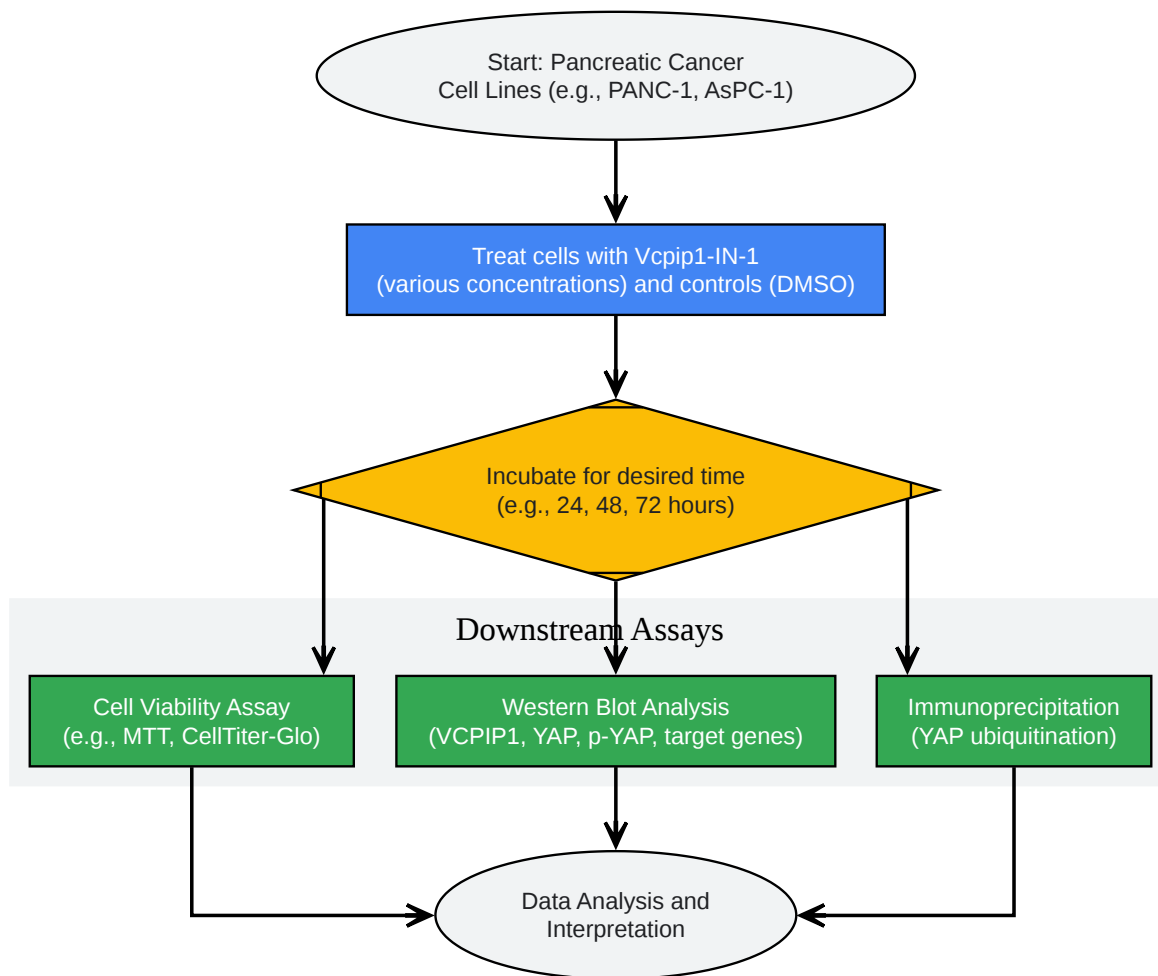 Start: Pancreatic Cancer
Cell Lines (e.g., PANC-1, AsPC-1)
Treat cells with Vcpip1-IN-1
(various concentrations) and controls (DMSO)
Incubate for desired time
(e.g., 24, 48, 72 hours)
Downstream Assays
Cell Viability Assay
(e.g., MTT, CellTiter-Glo)
Western Blot Analysis
(VCPIP1, YAP, p-YAP, target genes)
Immunoprecipitation
(YAP ubiquitination)
Data Analysis and
Interpretation